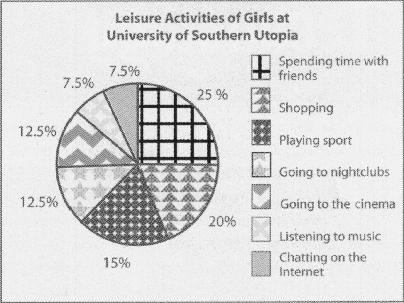 Leisure Activities of Girls at
University of Southern Utopia
7.5%
7.5%
25 %
12.5%
12.5%
20%
15%
Spending time with
friends
Shopping
Playing sport
Going to nightclubs
Going to the cinema
Listening to music
Chatting on the
Internet